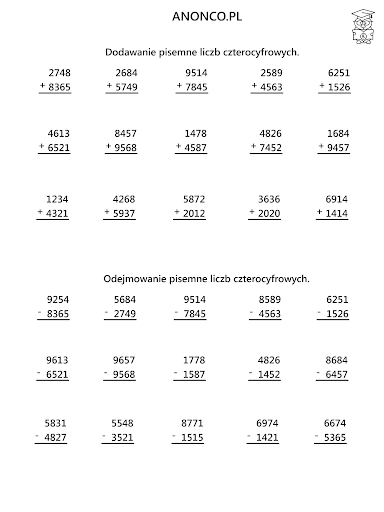 ANONCO.PL
Dodawanie pisemne liczb czterocyfrowych.
2748 2684 9514 2589 6251
+ 8365 + 5749 + 7845 + 4563 + 1526
4613 8457 1478 4826 1684
+ 6521 + 9568 + 4587 + 7452 + 9457
1234 4268 5872 3636 6914
+ 4321 + 5937 + 2012 + 2020 + 1414
Odejmowanie pisemne liczb czterocyfrowych.
9254 5684 9514 8589 6251
- 8365 - 2749 - 7845 - 4563 - 1526
9613 9657 1778 4826 8684
- 6521 - 9568 - 1587 - 1452 - 6457
5831 5548 8771 6974 6674
- 4827 - 3521 - 1515 - 1421 - 5365